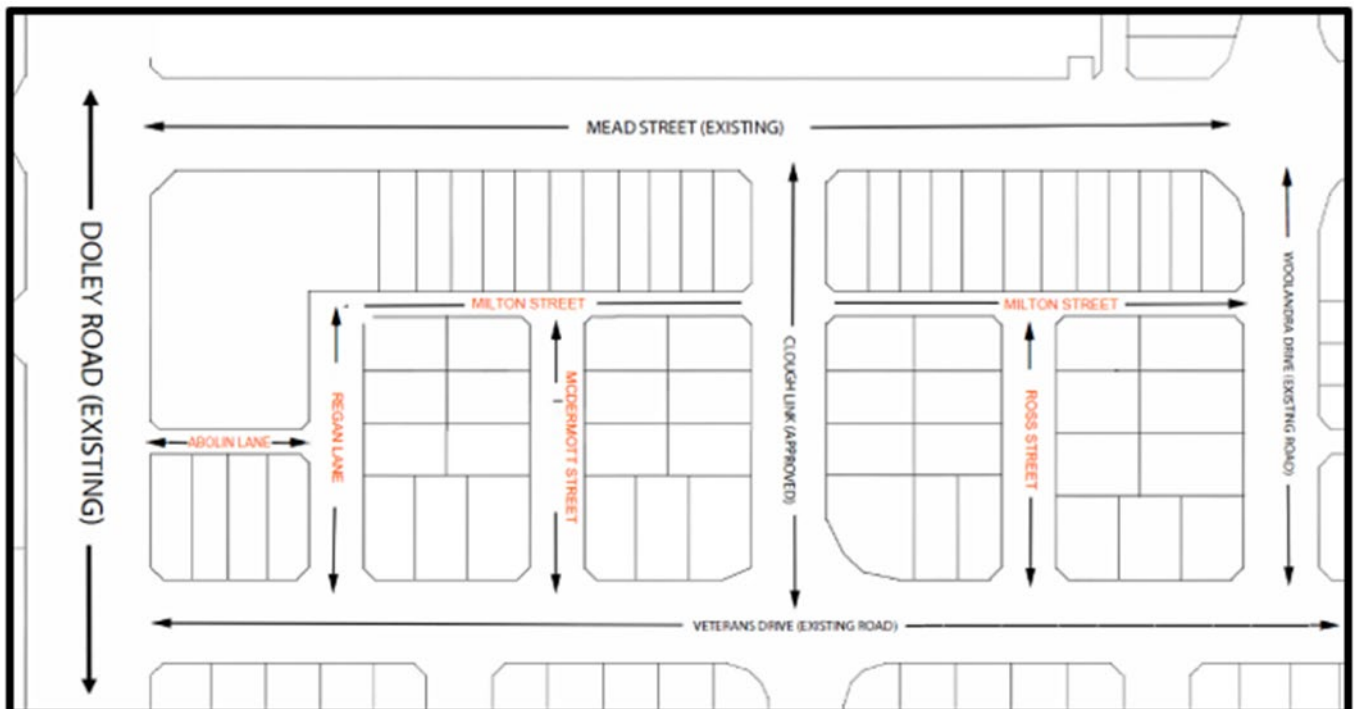 MEAD STREET (EXISTING)
DOLEY ROAD (EXISTING)
MILTON STREET
MILTON STREET
WOOLANDRA DRIVE (EXISTING ROAD)
CLOUGH LINK (APPROVED)
REGAN LANE
MCDERMOTT STREET
ROSS STREET
ABOLIN LANE
VETERANS DRIVE (EXISTING ROAD)